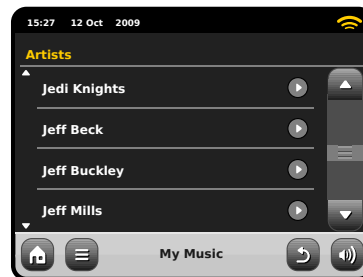 15:27 12 Oct 2009
Artists
Jedi Knights
Jeff Beck
Jeff Buckley
Jeff Mills
My Music